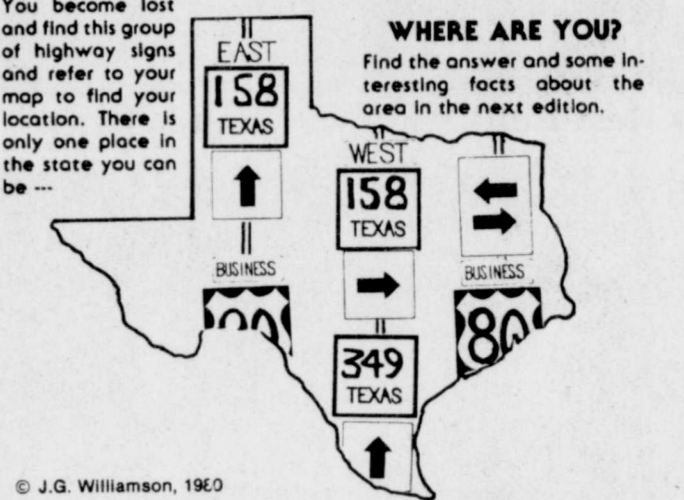 You become lost
and find this group
of highway signs
and refer to your
map to find your
location. There is
only one place in
the state you can
be ---
WHERE ARE YOU?
Find the answer and some in-
teresting facts about the
area in the next edition.
EAST
158
TEXAS
BUSINESS
WEST
158
TEXAS
349
TEXAS
BUSINESS
80
© J.G. Williamson, 1980